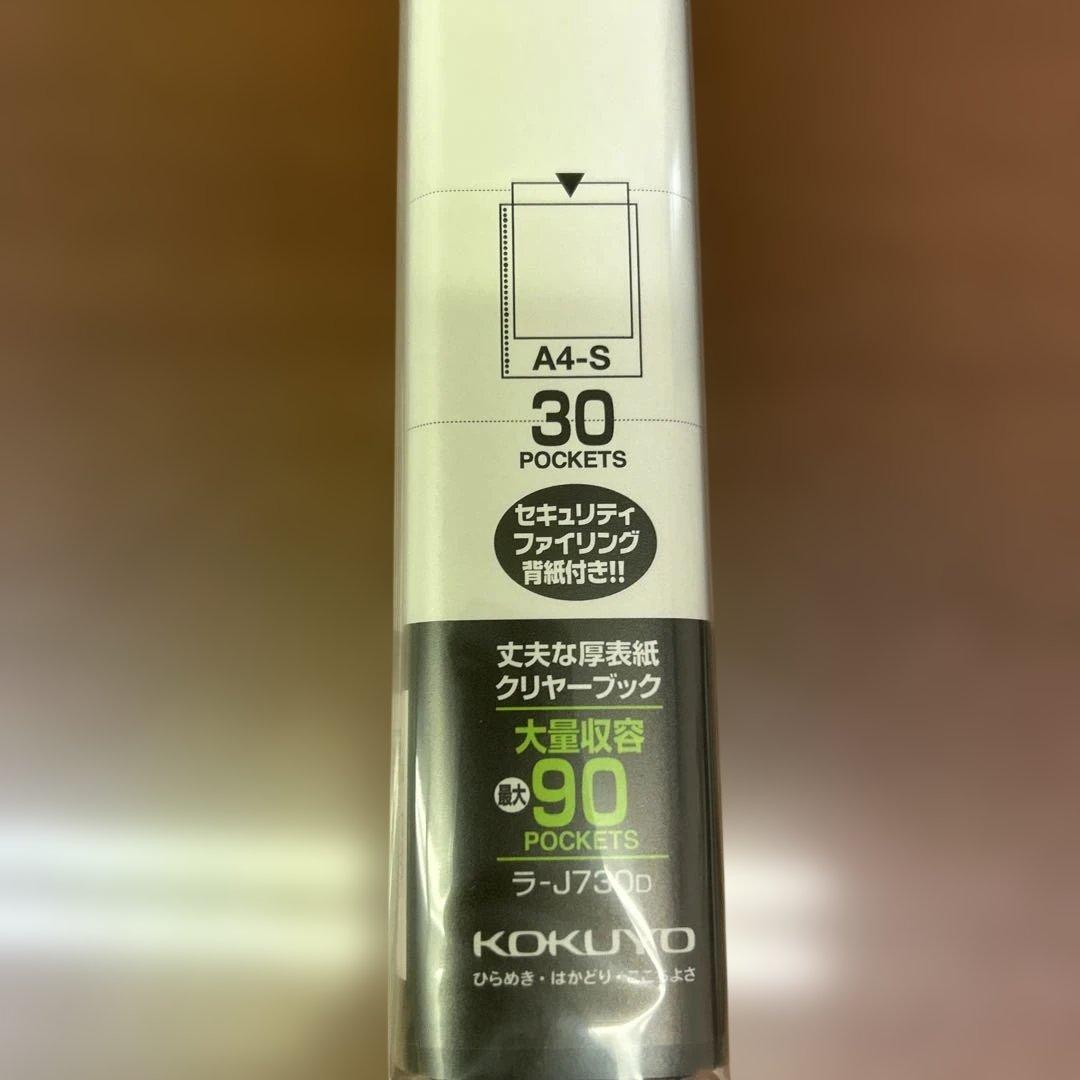 A4-S
30
POCKETS
セキュリティ
ファイリング
背紙付き!!
丈夫な厚表紙
クリヤーブック
大量収容
最大90
POCKETS
ラ-J730D
KOKUYO
ひらめき・はかどり・ここちよさ